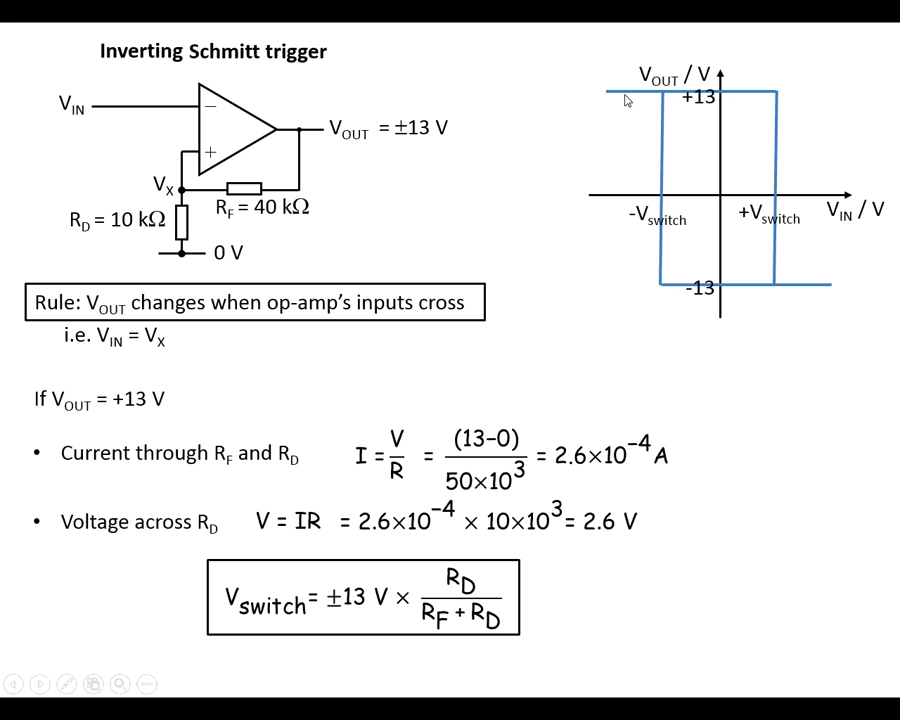 Inverting Schmitt trigger
V_IN
−
+
V_OUT = ±13 V
V_X
R_F = 40 kΩ
R_D = 10 kΩ
0 V
V_OUT / V
+13
-V_switch
+V_switch
V_IN / V
-13
Rule: V_OUT changes when op-amp's inputs cross
i.e. V_IN = V_X
If V_OUT = +13 V
• Current through R_F and R_D I = V/R = (13−0)/50×10^3 = 2.6×10^−4 A
• Voltage across R_D V = IR = 2.6×10^−4 × 10×10^3 = 2.6 V
V_switch = ±13 V × R_D/R_F + R_D